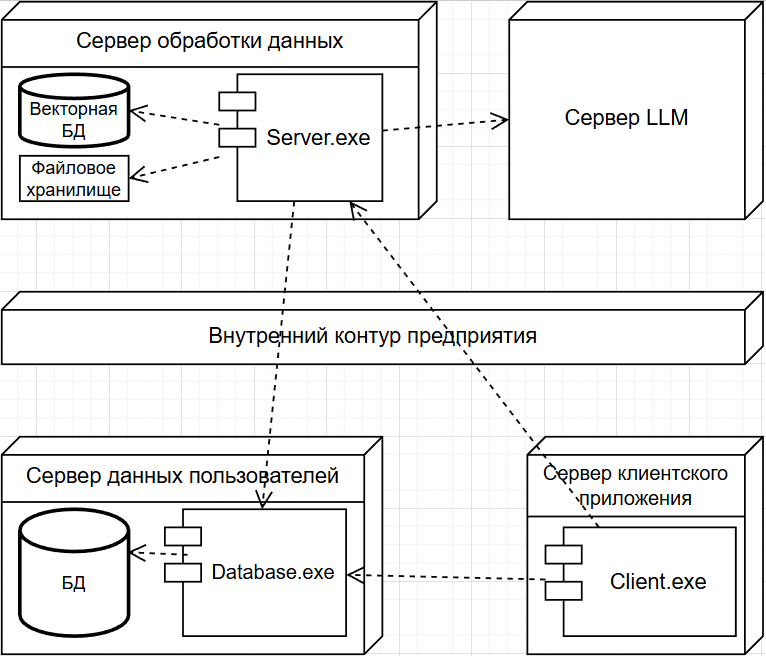 Сервер обработки данных
Векторная
БД
Файловое
хранилище
Server.exe
Сервер LLM
Внутренний контур предприятия
Сервер данных пользователей
БД
Database.exe
Сервер клиентского
приложения
Client.exe